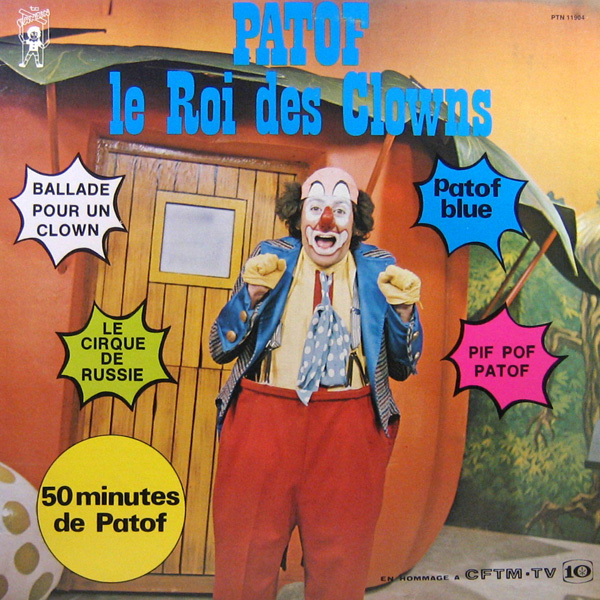 PTN 11904
PATOF
le Roi des Clowns
BALLADE
POUR UN
CLOWN
patof
blue
LE
CIRQUE
DE
RUSSIE
PIF POF
PATOF
50 minutes
de Patof
EN HOMMAGE A CFTM-TV 10